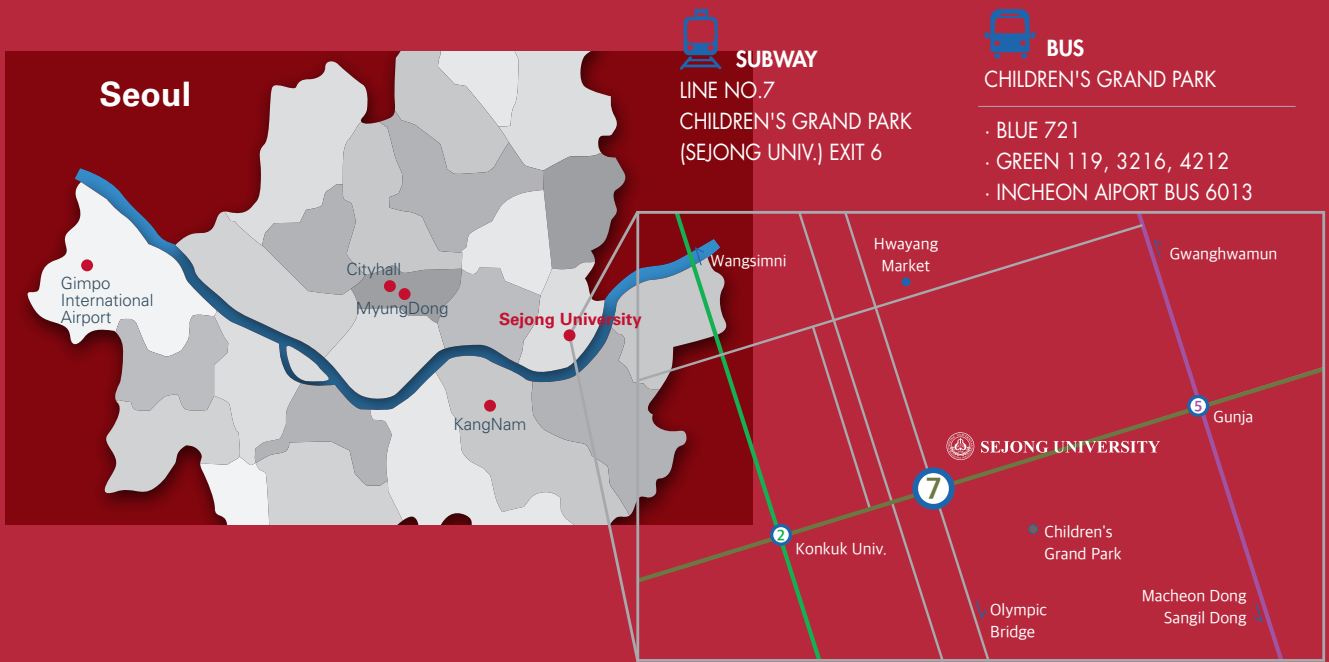 Seoul
Gimpo
International
Airport
Cityhall
MyungDong
Sejong University
KangNam
SUBWAY
LINE NO.7
CHILDREN'S GRAND PARK
(SEJONG UNIV.) EXIT 6
BUS
CHILDREN'S GRAND PARK
· BLUE 721
· GREEN 119, 3216, 4212
· INCHEON AIPORT BUS 6013
Wangsimni
Hwayang
Market
Gwanghwamun
5
Gunja
SEJONG UNIVERSITY
7
2
Konkuk Univ.
Children's
Grand Park
Olympic
Bridge
Macheon Dong
Sangil Dong